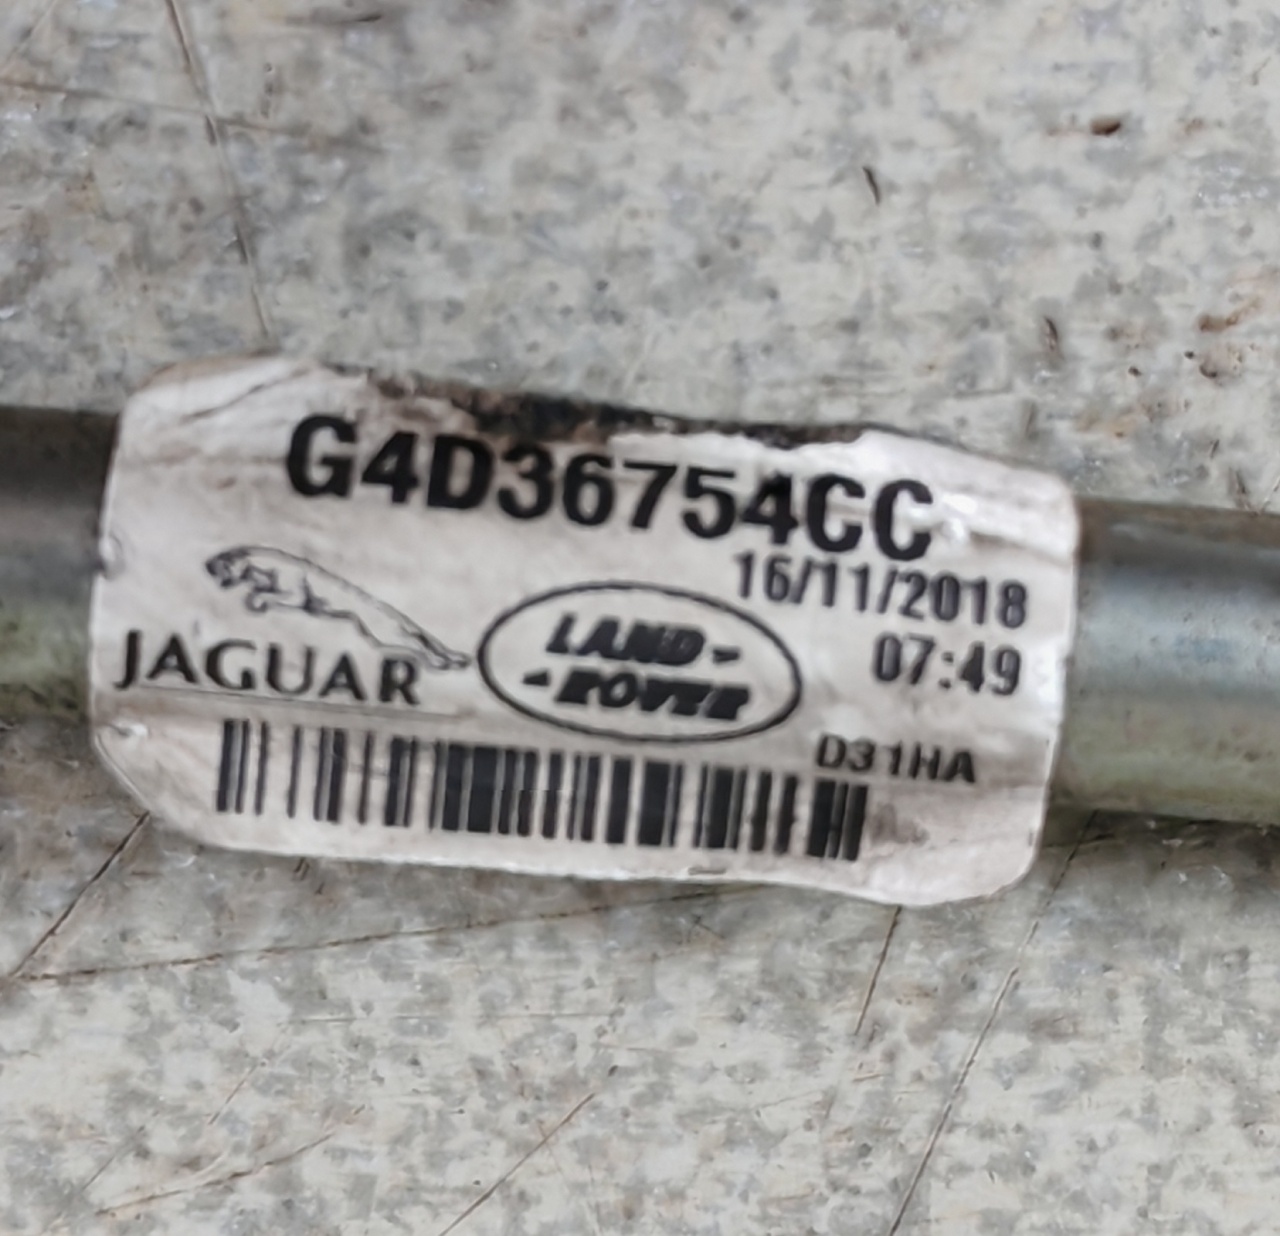 G4D36754CC
16/11/2018
07:49
JAGUAR
LAND-
-ROVER
D31HA